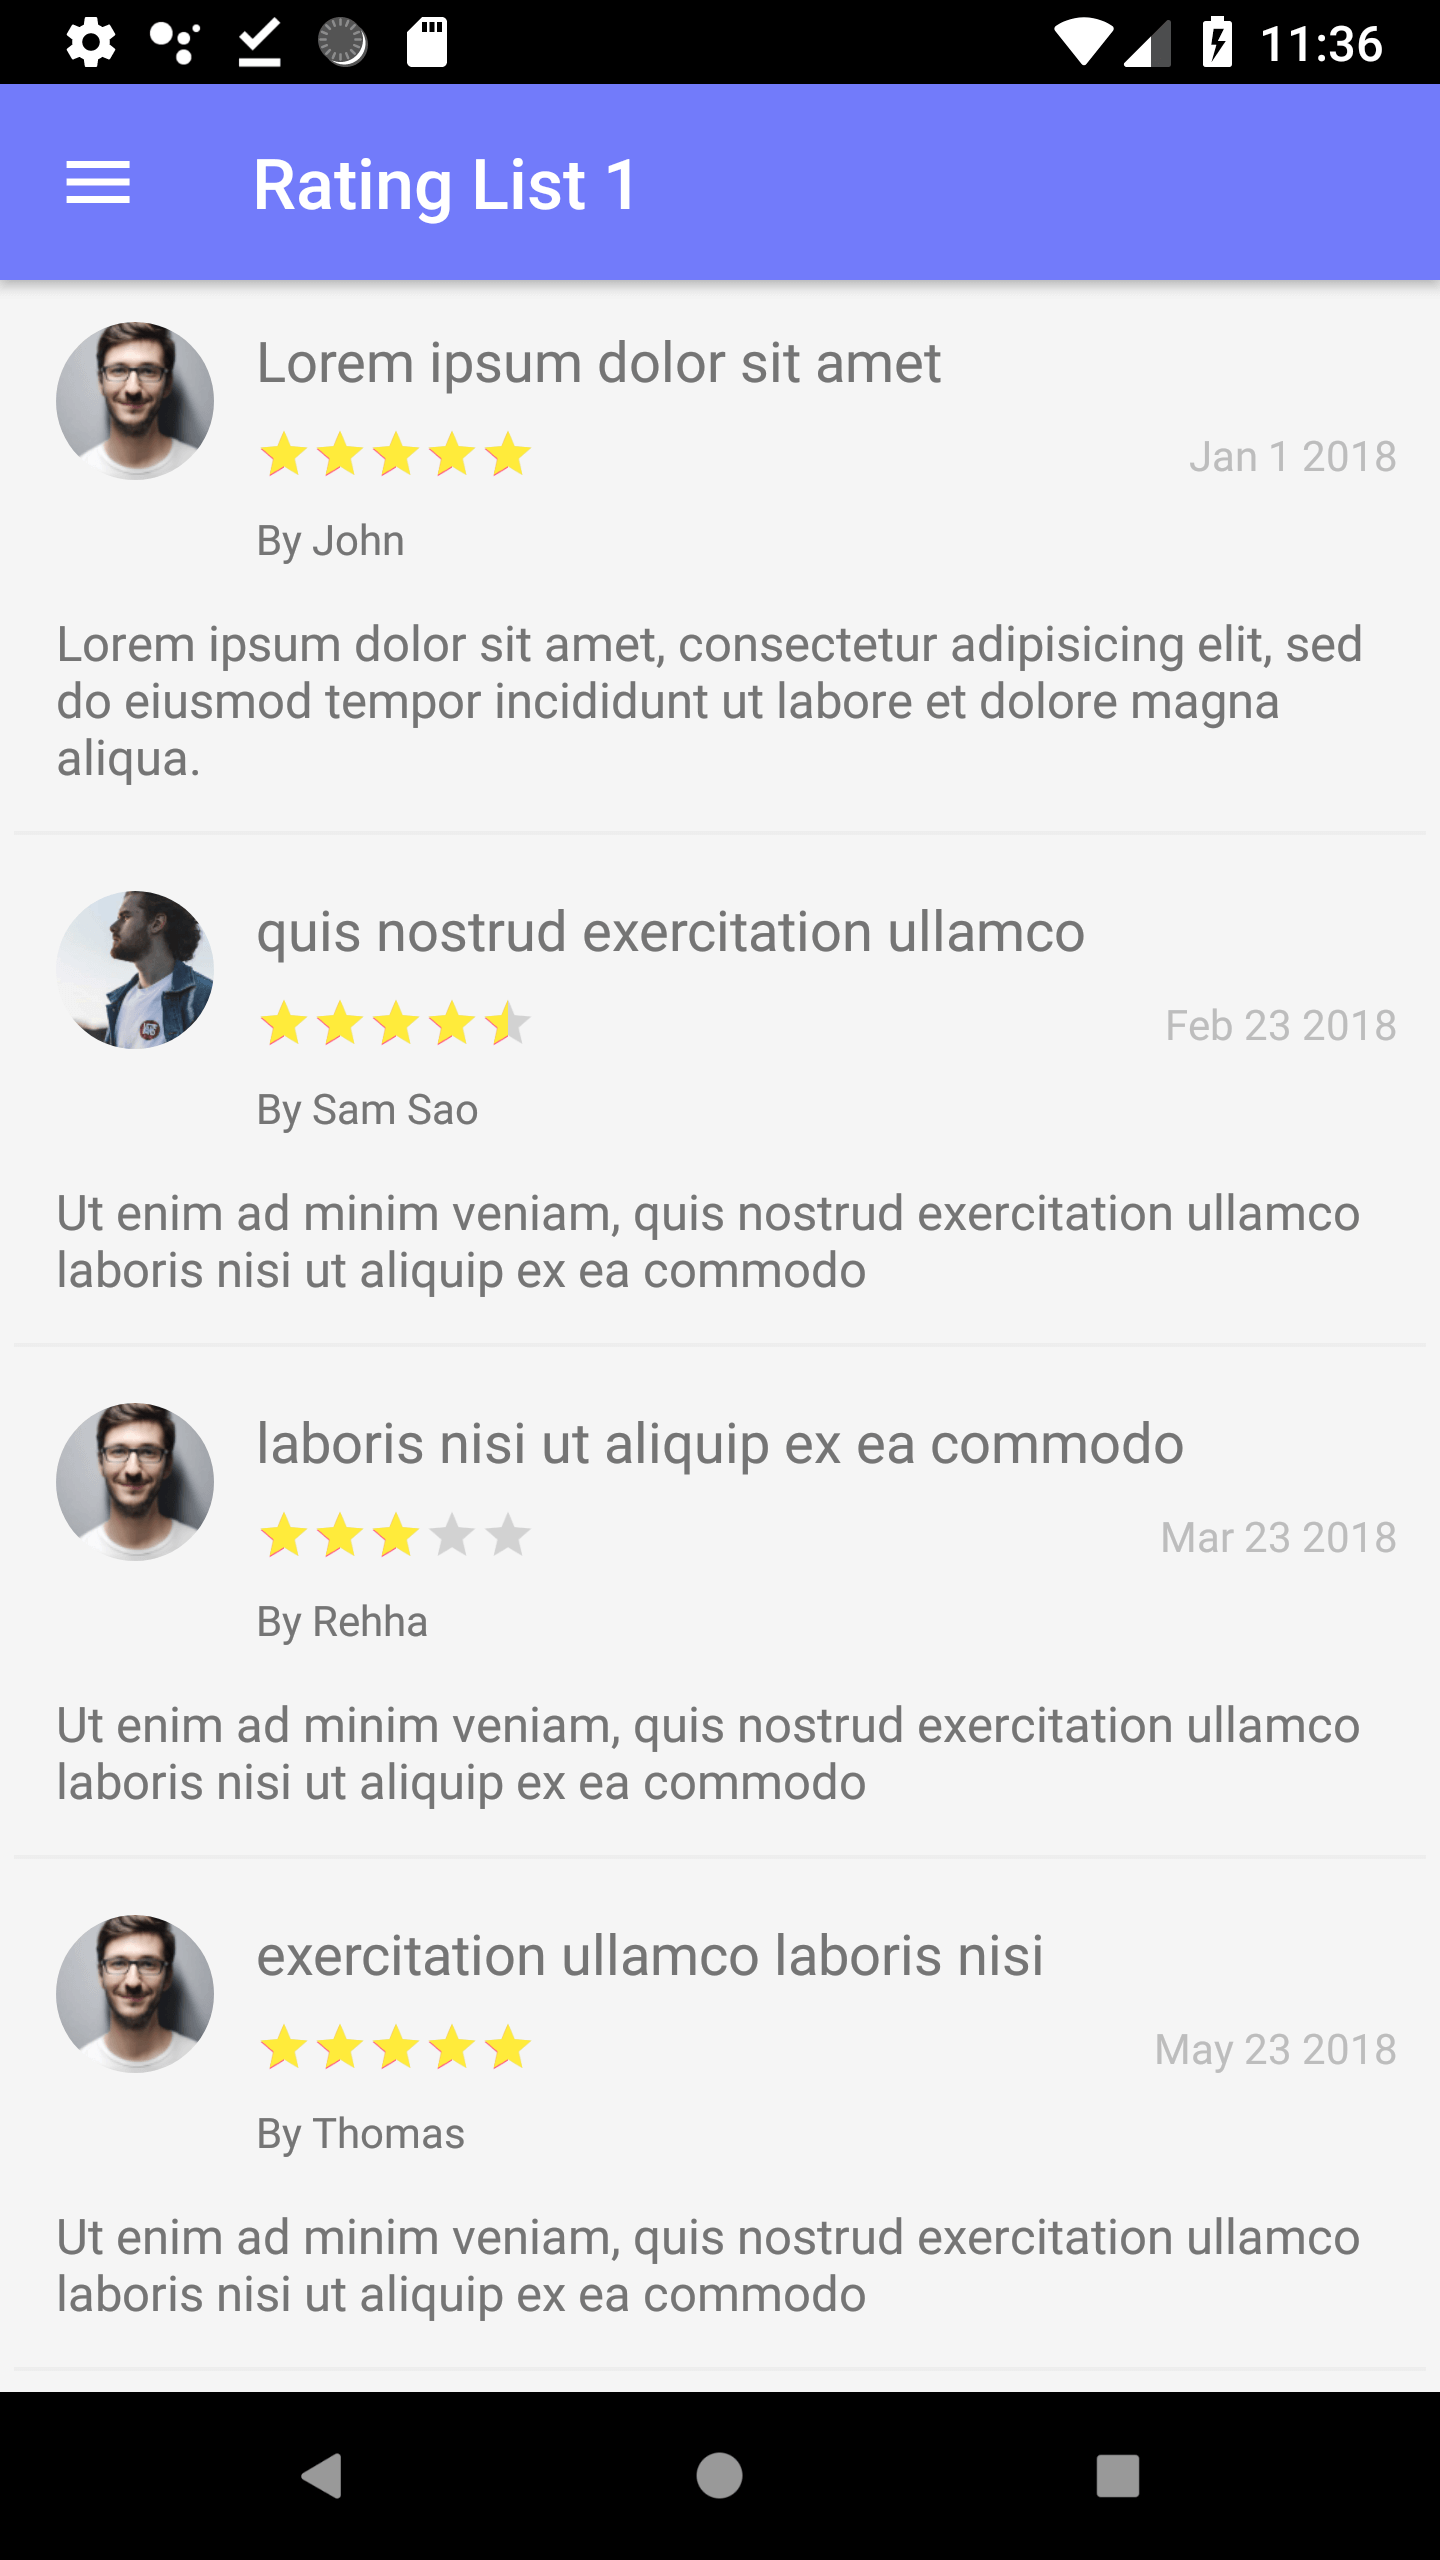 11:36
Rating List 1
Lorem ipsum dolor sit amet
Jan 1 2018
By John
Lorem ipsum dolor sit amet, consectetur adipisicing elit, sed
do eiusmod tempor incididunt ut labore et dolore magna
aliqua.
quis nostrud exercitation ullamco
Feb 23 2018
By Sam Sao
Ut enim ad minim veniam, quis nostrud exercitation ullamco
laboris nisi ut aliquip ex ea commodo
laboris nisi ut aliquip ex ea commodo
Mar 23 2018
By Rehha
Ut enim ad minim veniam, quis nostrud exercitation ullamco
laboris nisi ut aliquip ex ea commodo
exercitation ullamco laboris nisi
May 23 2018
By Thomas
Ut enim ad minim veniam, quis nostrud exercitation ullamco
laboris nisi ut aliquip ex ea commodo